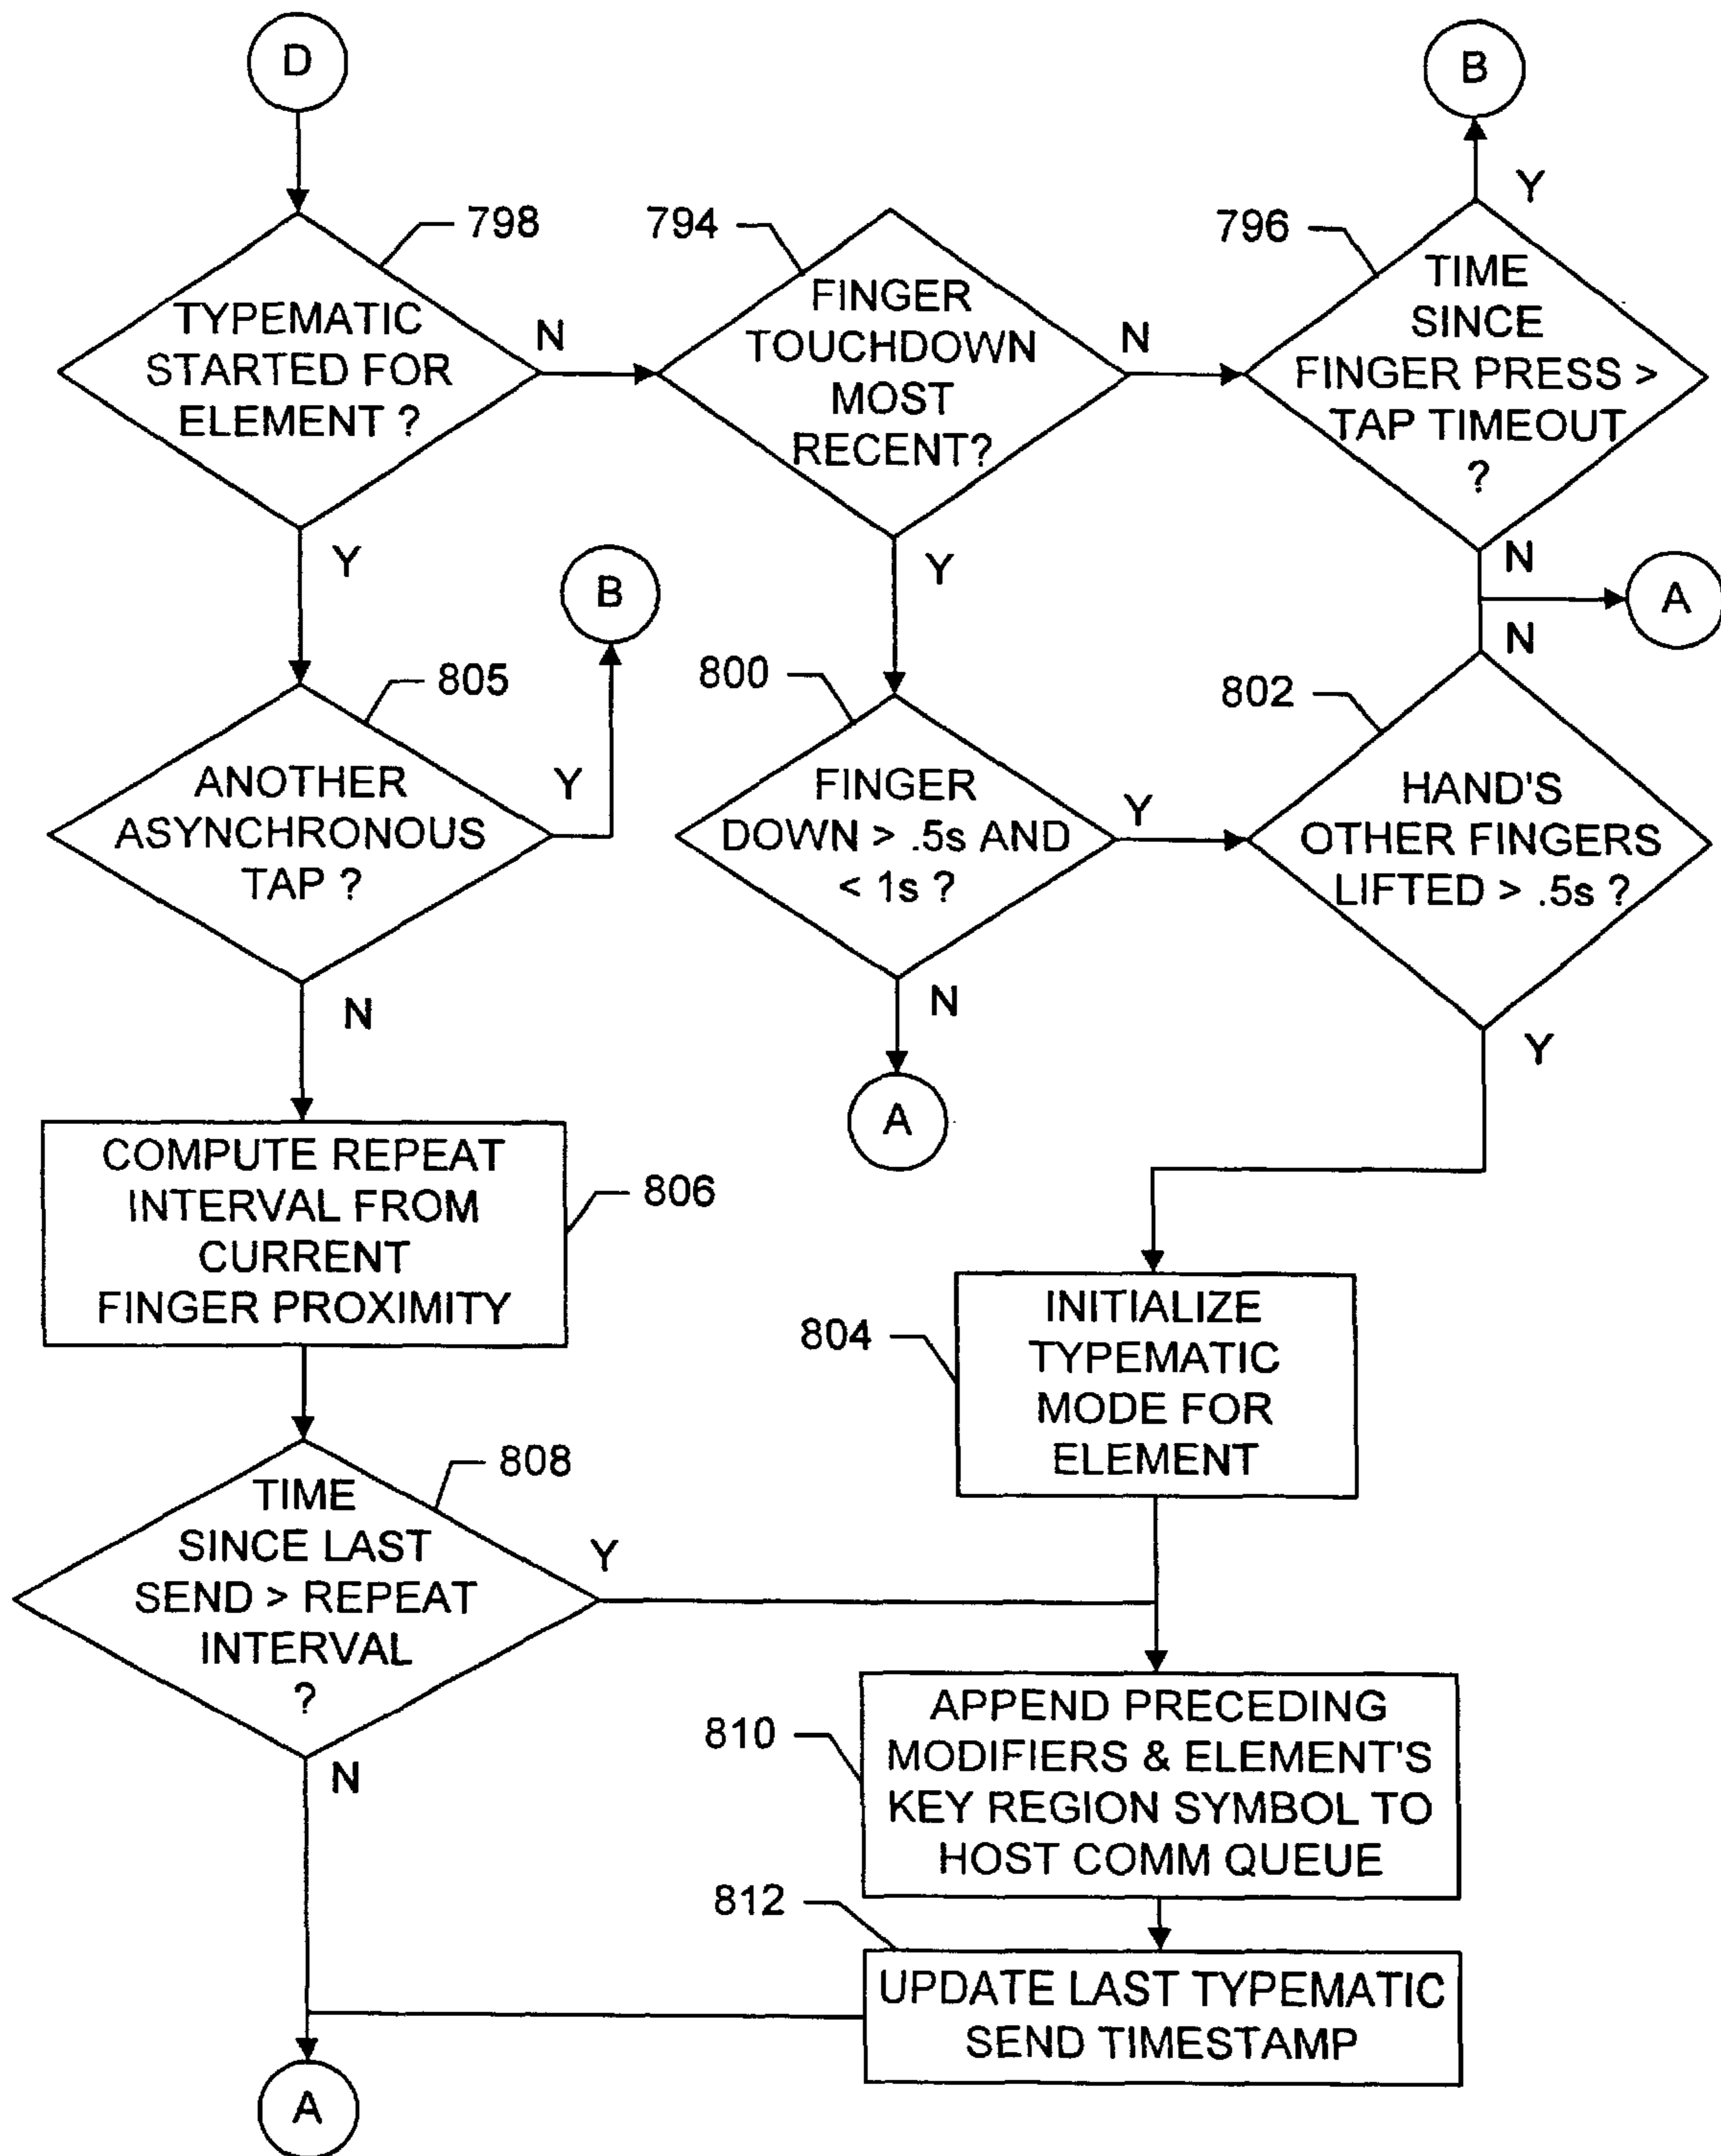 D
B
798
TYPEMATIC
STARTED FOR
ELEMENT ?
N
Y
794
FINGER
TOUCHDOWN
MOST
RECENT?
N
Y
796
TIME
SINCE
FINGER PRESS >
TAP TIMEOUT
?
Y
N
A
B
805
ANOTHER
ASYNCHRONOUS
TAP ?
Y
N
800
FINGER
DOWN > .5s AND
< 1s ?
Y
N
A
802
N
HAND'S
OTHER FINGERS
LIFTED > .5s ?
Y
COMPUTE REPEAT
INTERVAL FROM
CURRENT
FINGER PROXIMITY
806
804
INITIALIZE
TYPEMATIC
MODE FOR
ELEMENT
808
TIME
SINCE LAST
SEND > REPEAT
INTERVAL
?
Y
N
810
APPEND PRECEDING
MODIFIERS & ELEMENT'S
KEY REGION SYMBOL TO
HOST COMM QUEUE
812
UPDATE LAST TYPEMATIC
SEND TIMESTAMP
A